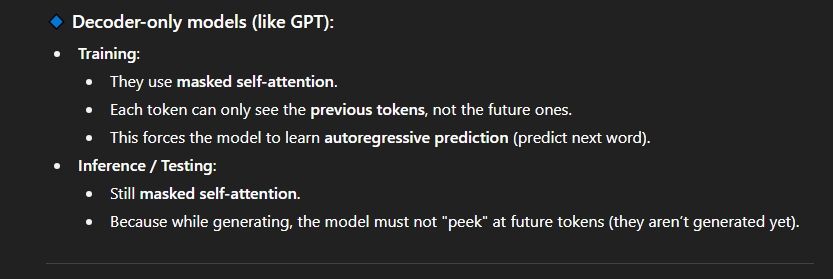 Decoder-only models (like GPT):
Training:
They use masked self-attention.
Each token can only see the previous tokens, not the future ones.
This forces the model to learn autoregressive prediction (predict next word).
Inference / Testing:
Still masked self-attention.
Because while generating, the model must not "peek" at future tokens (they aren't generated yet).